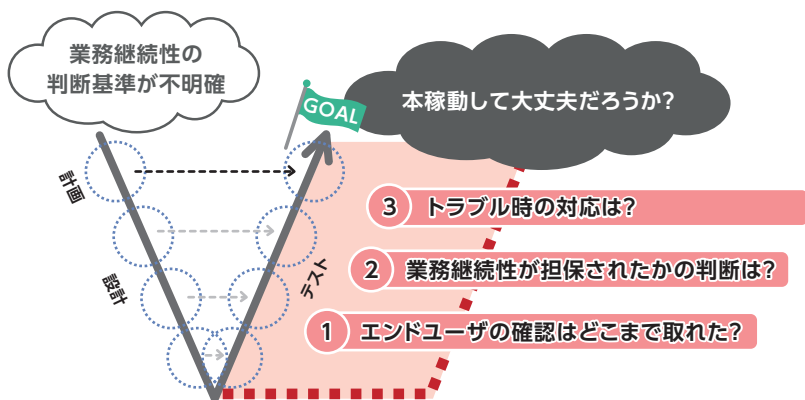 業務継続性の
判断基準が不明確
GOAL
本稼動して大丈夫だろうか?
計画
設計
テスト
3 トラブル時の対応は?
2 業務継続性が担保されたかの判断は?
1 エンドユーザの確認はどこまで取れた?